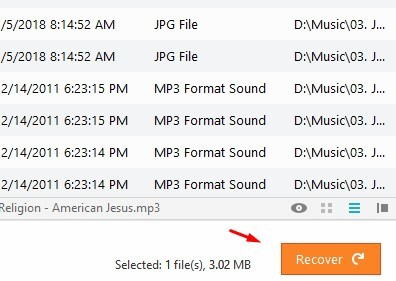 /5/2018 8:14:52 AM JPG File D:\Music\03. J...
/5/2018 8:14:52 AM JPG File D:\Music\03. J...
2/14/2011 6:23:15 PM MP3 Format Sound D:\Music\03. J...
2/14/2011 6:23:15 PM MP3 Format Sound D:\Music\03. J...
2/14/2011 6:23:14 PM MP3 Format Sound D:\Music\03. J...
2/14/2011 6:23:14 PM MP3 Format Sound D:\Music\03. J...
Religion - American Jesus.mp3
Selected: 1 file(s), 3.02 MB Recover